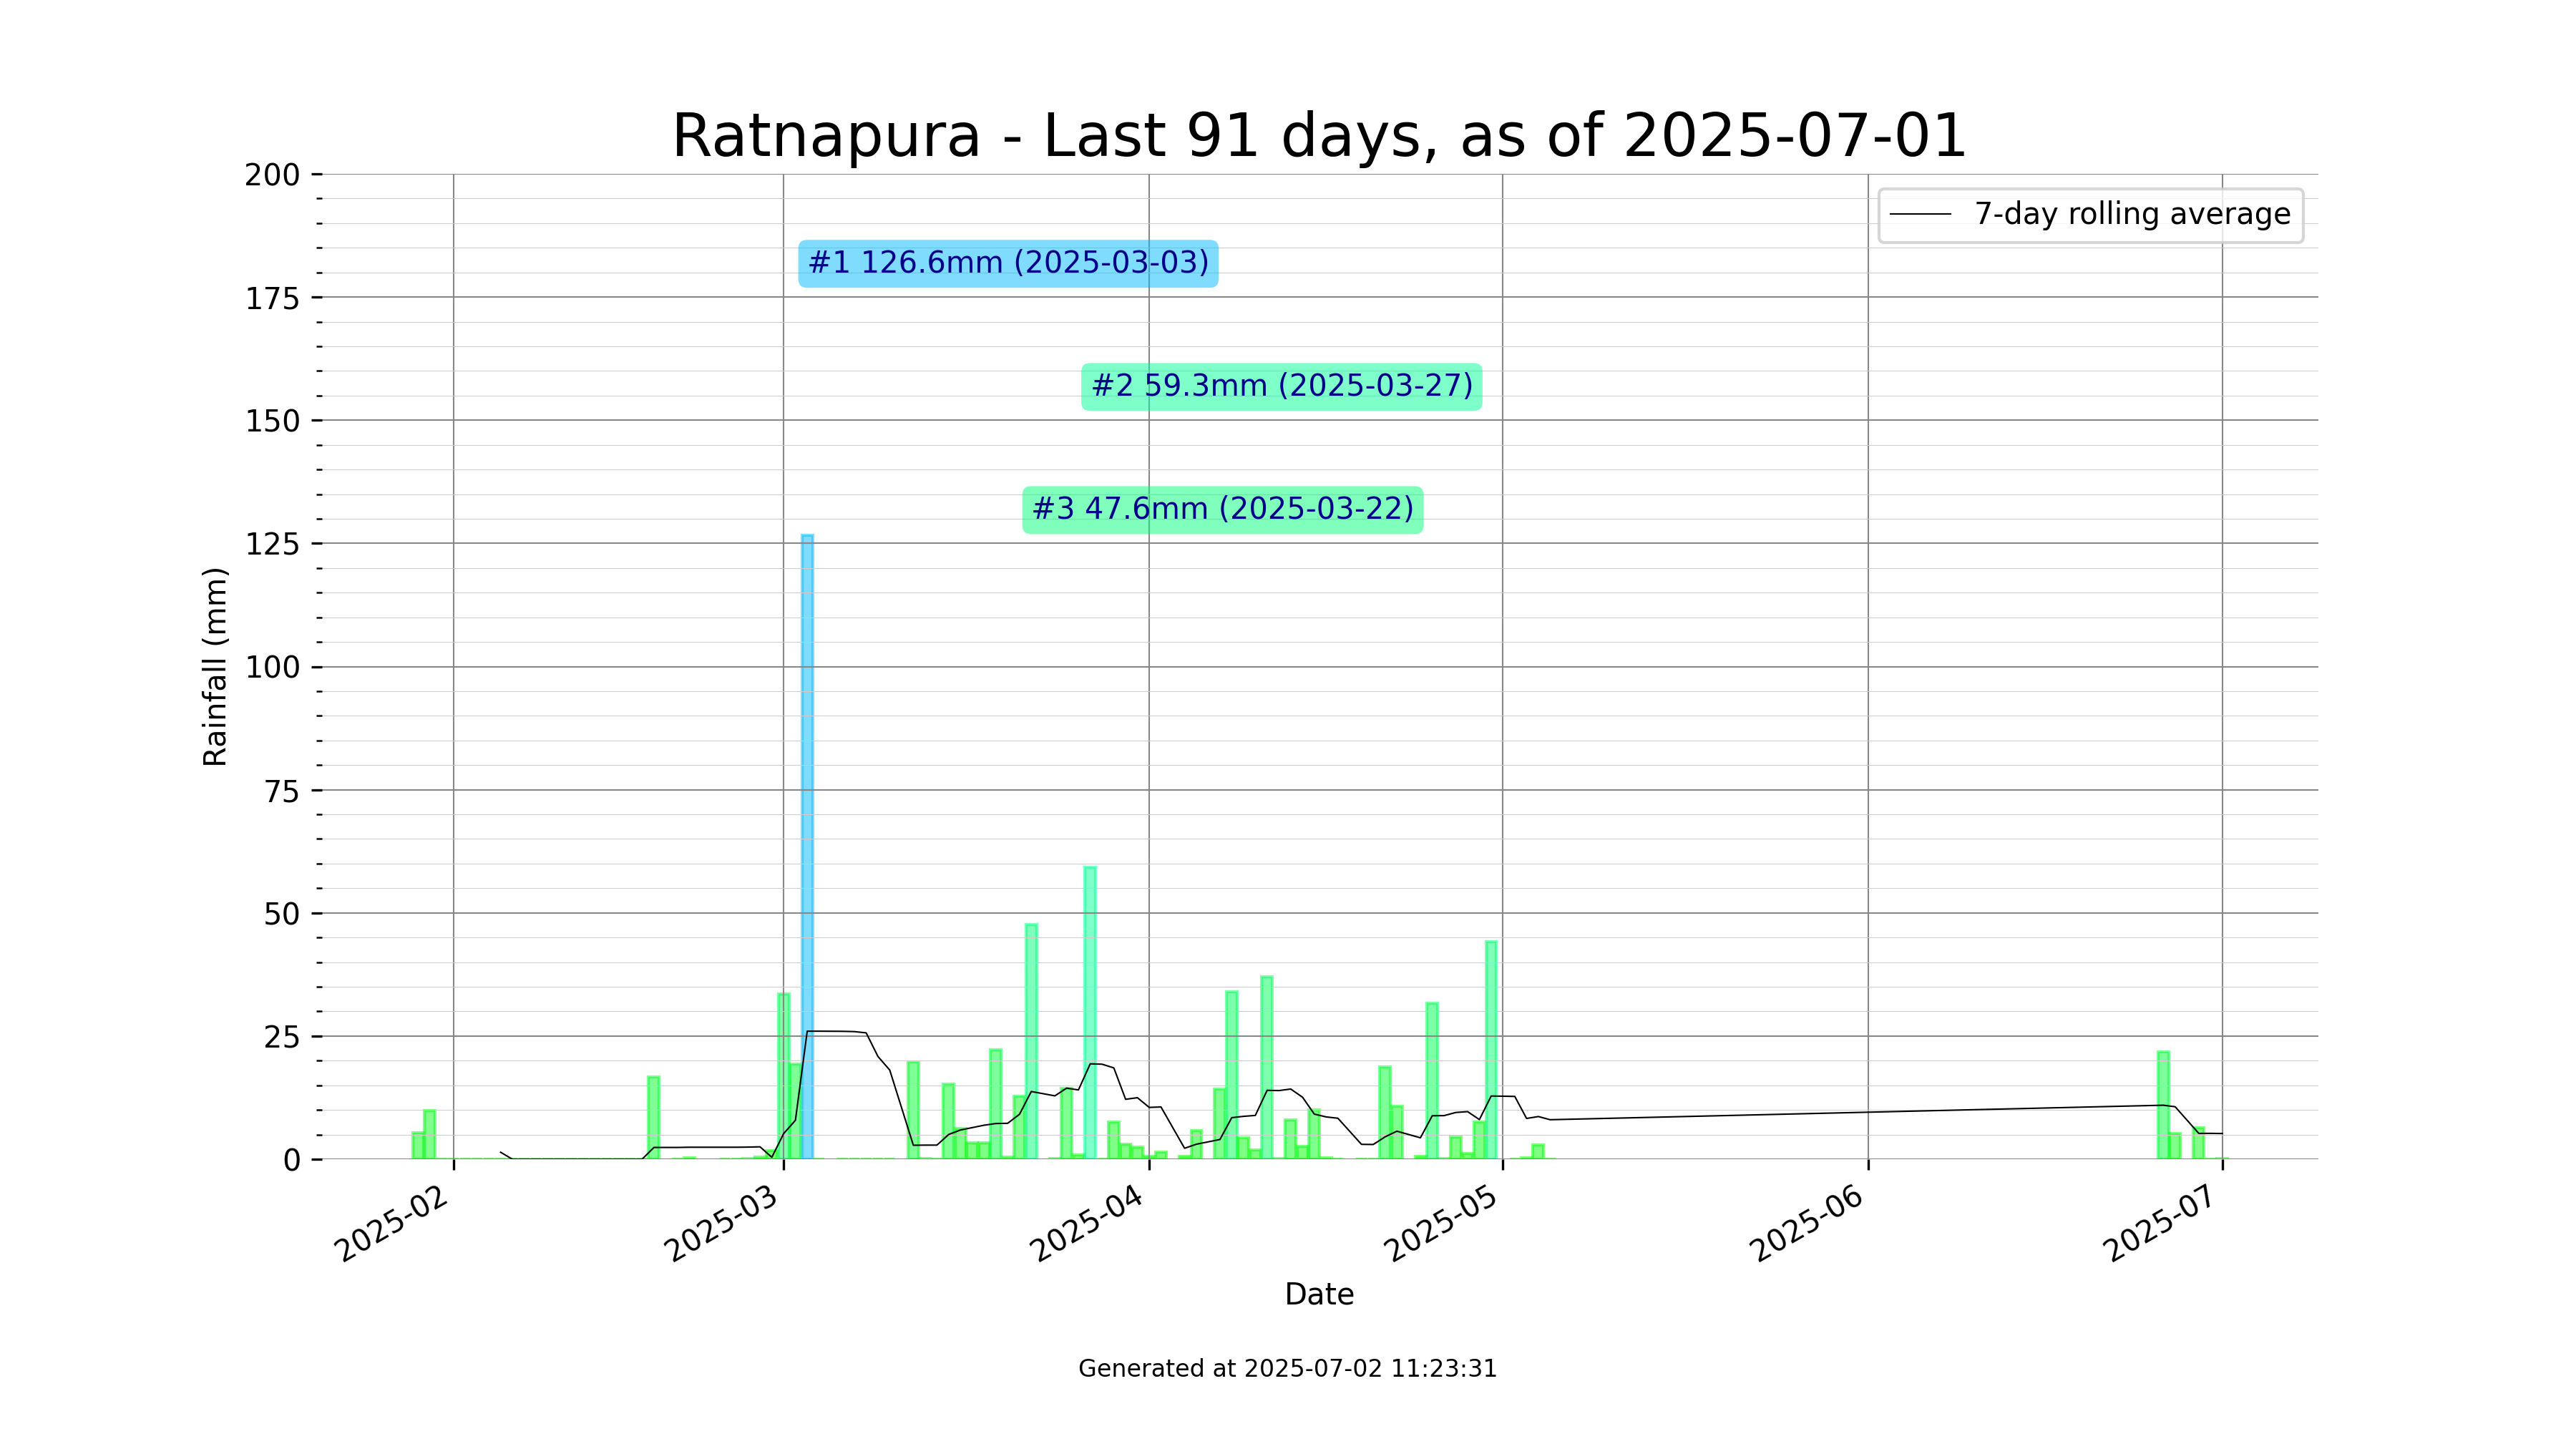 Ratnapura - Last 91 days, as of 2025-07-01
200
175
150
125
100
75
50
25
0
Rainfall (mm)
7-day rolling average
#1 126.6mm (2025-03-03)
#2 59.3mm (2025-03-27)
#3 47.6mm (2025-03-22)
2025-02
2025-03
2025-04
2025-05
2025-06
2025-07
Date
Generated at 2025-07-02 11:23:31